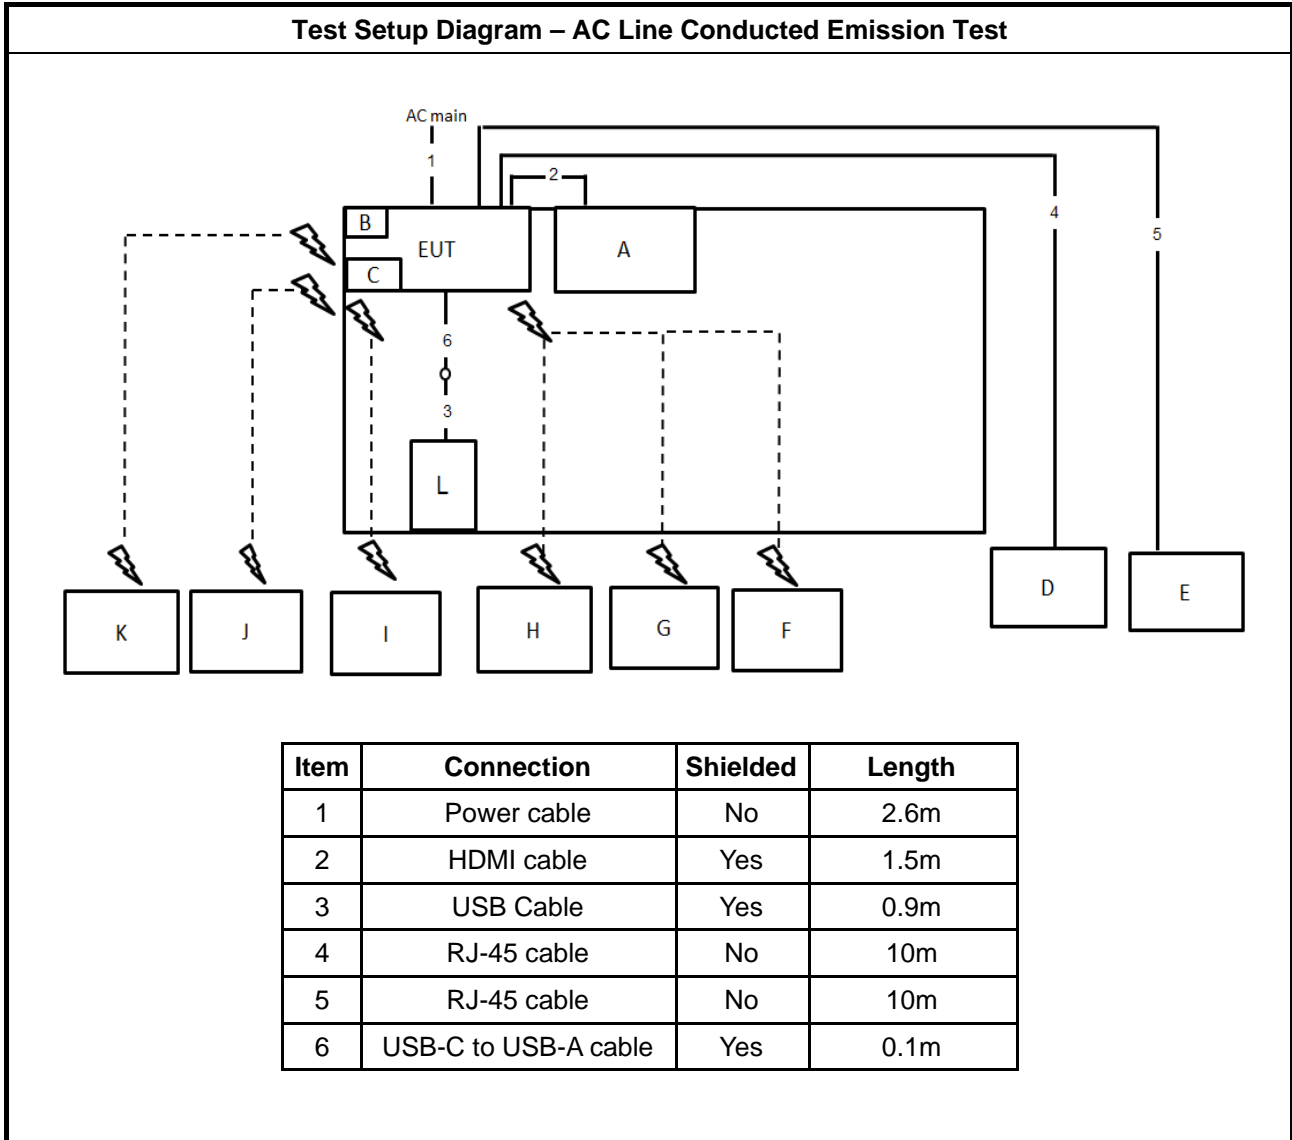 Test Setup Diagram – AC Line Conducted Emission Test
AC main
1
2
4
5
B
EUT
A
C
6
3
L
D
E
K
J
I
H
G
F
Item Connection Shielded Length
1 Power cable No 2.6m
2 HDMI cable Yes 1.5m
3 USB Cable Yes 0.9m
4 RJ-45 cable No 10m
5 RJ-45 cable No 10m
6 USB-C to USB-A cable Yes 0.1m